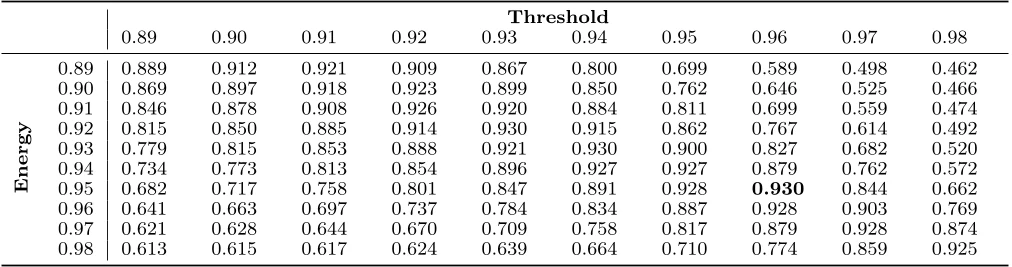 Threshold
0.89 0.90 0.91 0.92 0.93 0.94 0.95 0.96 0.97 0.98
Energy
0.89 0.889 0.912 0.921 0.909 0.867 0.800 0.699 0.589 0.498 0.462
0.90 0.869 0.897 0.918 0.923 0.899 0.850 0.762 0.646 0.525 0.466
0.91 0.846 0.878 0.908 0.926 0.920 0.884 0.811 0.699 0.559 0.474
0.92 0.815 0.850 0.885 0.914 0.930 0.915 0.862 0.767 0.614 0.492
0.93 0.779 0.815 0.853 0.888 0.921 0.930 0.900 0.827 0.682 0.520
0.94 0.734 0.773 0.813 0.854 0.896 0.927 0.927 0.879 0.762 0.572
0.95 0.682 0.717 0.758 0.801 0.847 0.891 0.928 0.930 0.844 0.662
0.96 0.641 0.663 0.697 0.737 0.784 0.834 0.887 0.928 0.903 0.769
0.97 0.621 0.628 0.644 0.670 0.709 0.758 0.817 0.879 0.928 0.874
0.98 0.613 0.615 0.617 0.624 0.639 0.664 0.710 0.774 0.859 0.925